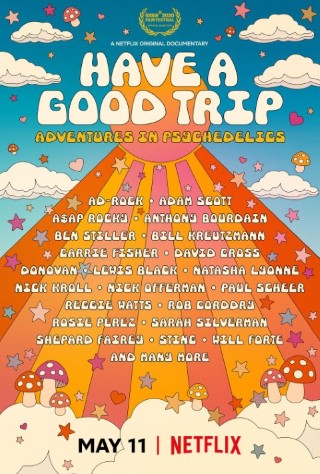 A NETFLIX ORIGINAL DOCUMENTARY
HAVE A
GOOD TRIP
ADVENTURES IN PSYCHEDELICS
AD-ROCK • ADAM SCOTT
A$AP ROCKY • ANTHONY BOURDAIN
BEN STILLER • BILL KREUTZMANN
CARRIE FISHER • DAVID CROSS
DONOVAN • LEWIS BLACK • NATASHA LYONNE
NICK KROLL • NICK OFFERMAN • PAUL SCHEER
REGGIE WATTS • ROB CORDDRY
ROSIE PEREZ • SARAH SILVERMAN
SHEPARD FAIREY • STING • WILL FORTE
AND MANY MORE
MAY 11 | NETFLIX